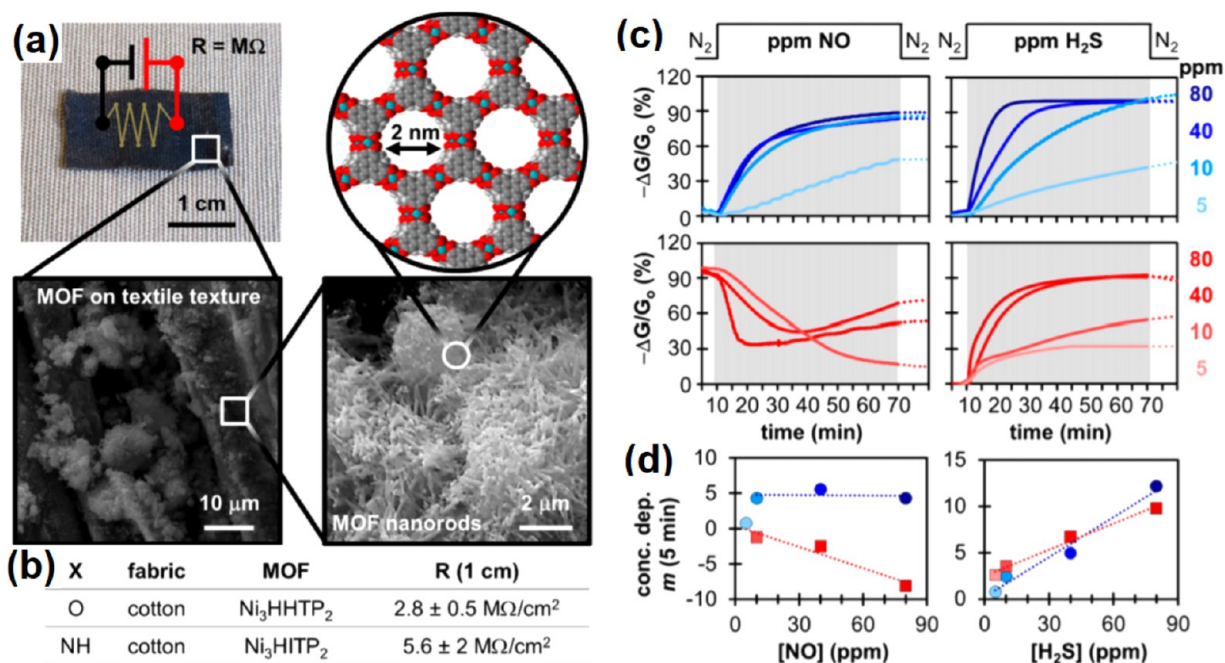 (a)
R = MΩ
1 cm
2 nm
MOF on textile texture
10 μm
MOF nanorods
2 μm
(b)
X fabric MOF R (1 cm)
O cotton Ni₃HHTP₂ 2.8 ± 0.5 MΩ/cm²
NH cotton Ni₃HITP₂ 5.6 ± 2 MΩ/cm²
(c)
N₂ ppm NO N₂
N₂ ppm H₂S N₂
ppm
−ΔG/Gₒ (%)
120
90
60
30
0
80
40
10
5
−ΔG/Gₒ (%)
120
90
60
30
0
80
40
10
5
10 20 30 40 50 60 70
time (min)
10 20 30 40 50 60 70
time (min)
(d)
conc. dep.
m (5 min)
10
5
0
-5
-10
0 30 60 90
[NO] (ppm)
15
10
5
0
0 30 60 90
[H₂S] (ppm)